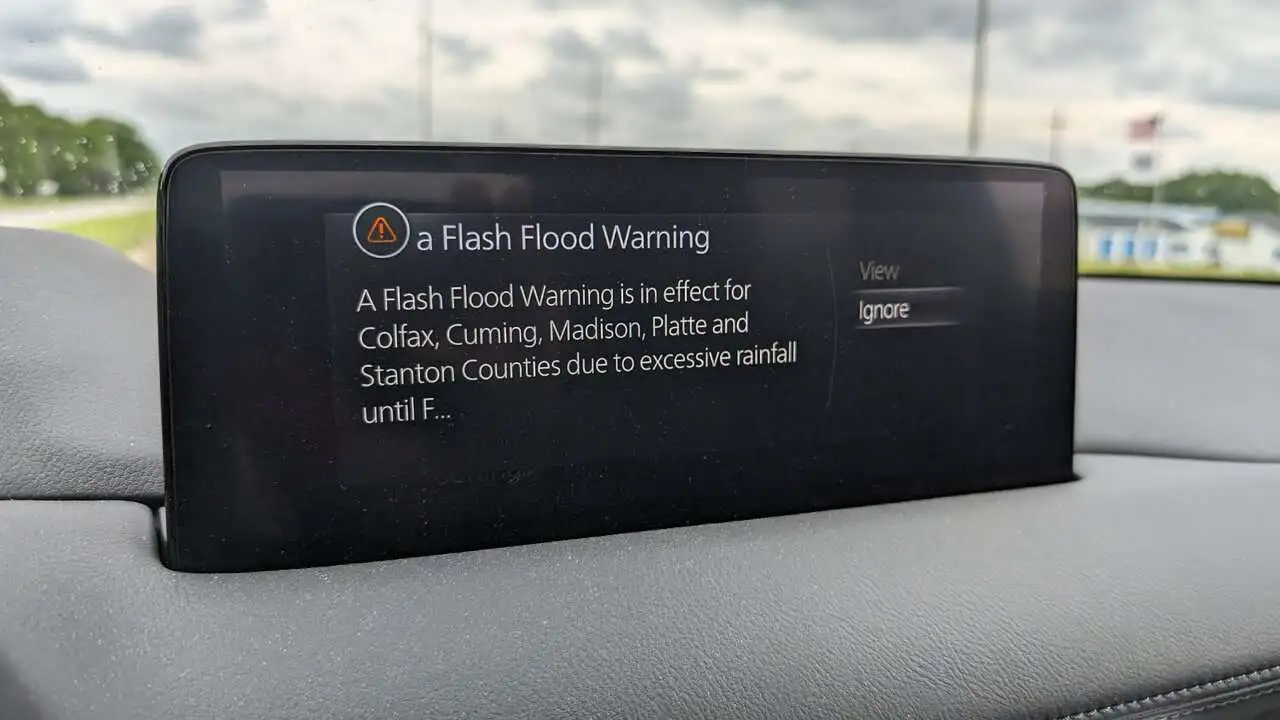 a Flash Flood Warning
A Flash Flood Warning is in effect for
Colfax, Cuming, Madison, Platte and
Stanton Counties due to excessive rainfall
until F...
View
Ignore